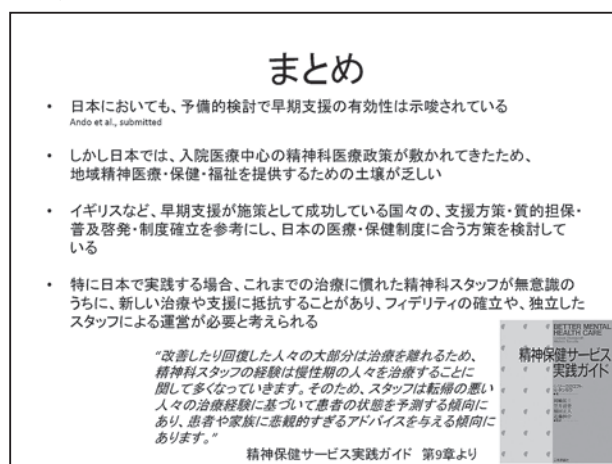 まとめ
• 日本においても、予備的検討で早期支援の有効性は示唆されている
Ando et al., submitted
• しかし日本では、入院医療中心の精神科医療政策が敷かれてきたため、
地域精神医療・保健・福祉を提供するための土壌が乏しい
• イギリスなど、早期支援が施策として成功している国々の、支援方策・質的担保・
普及啓発・制度確立を参考にし、日本の医療・保健制度に合う方策を検討して
いる
• 特に日本で実践する場合、これまでの治療に慣れた精神科スタッフが無意識の
うちに、新しい治療や支援に抵抗することがあり、フィデリティの確立や、独立した
スタッフによる運営が必要と考えられる
“改善したり回復した人々の大部分は治療を離れるため、
精神科スタッフの経験は慢性期の人々を治療することに
関して多くなっていきます。そのため、スタッフは転帰の悪い
人々の治療経験に基づいて患者の状態を予測する傾向に
あり、患者や家族に悲観的すぎるアドバイスを与える傾向に
あります。”
精神保健サービス実践ガイド 第9章より
BETTER MENTAL
HEALTH CARE
精神保健サービス
実践ガイド